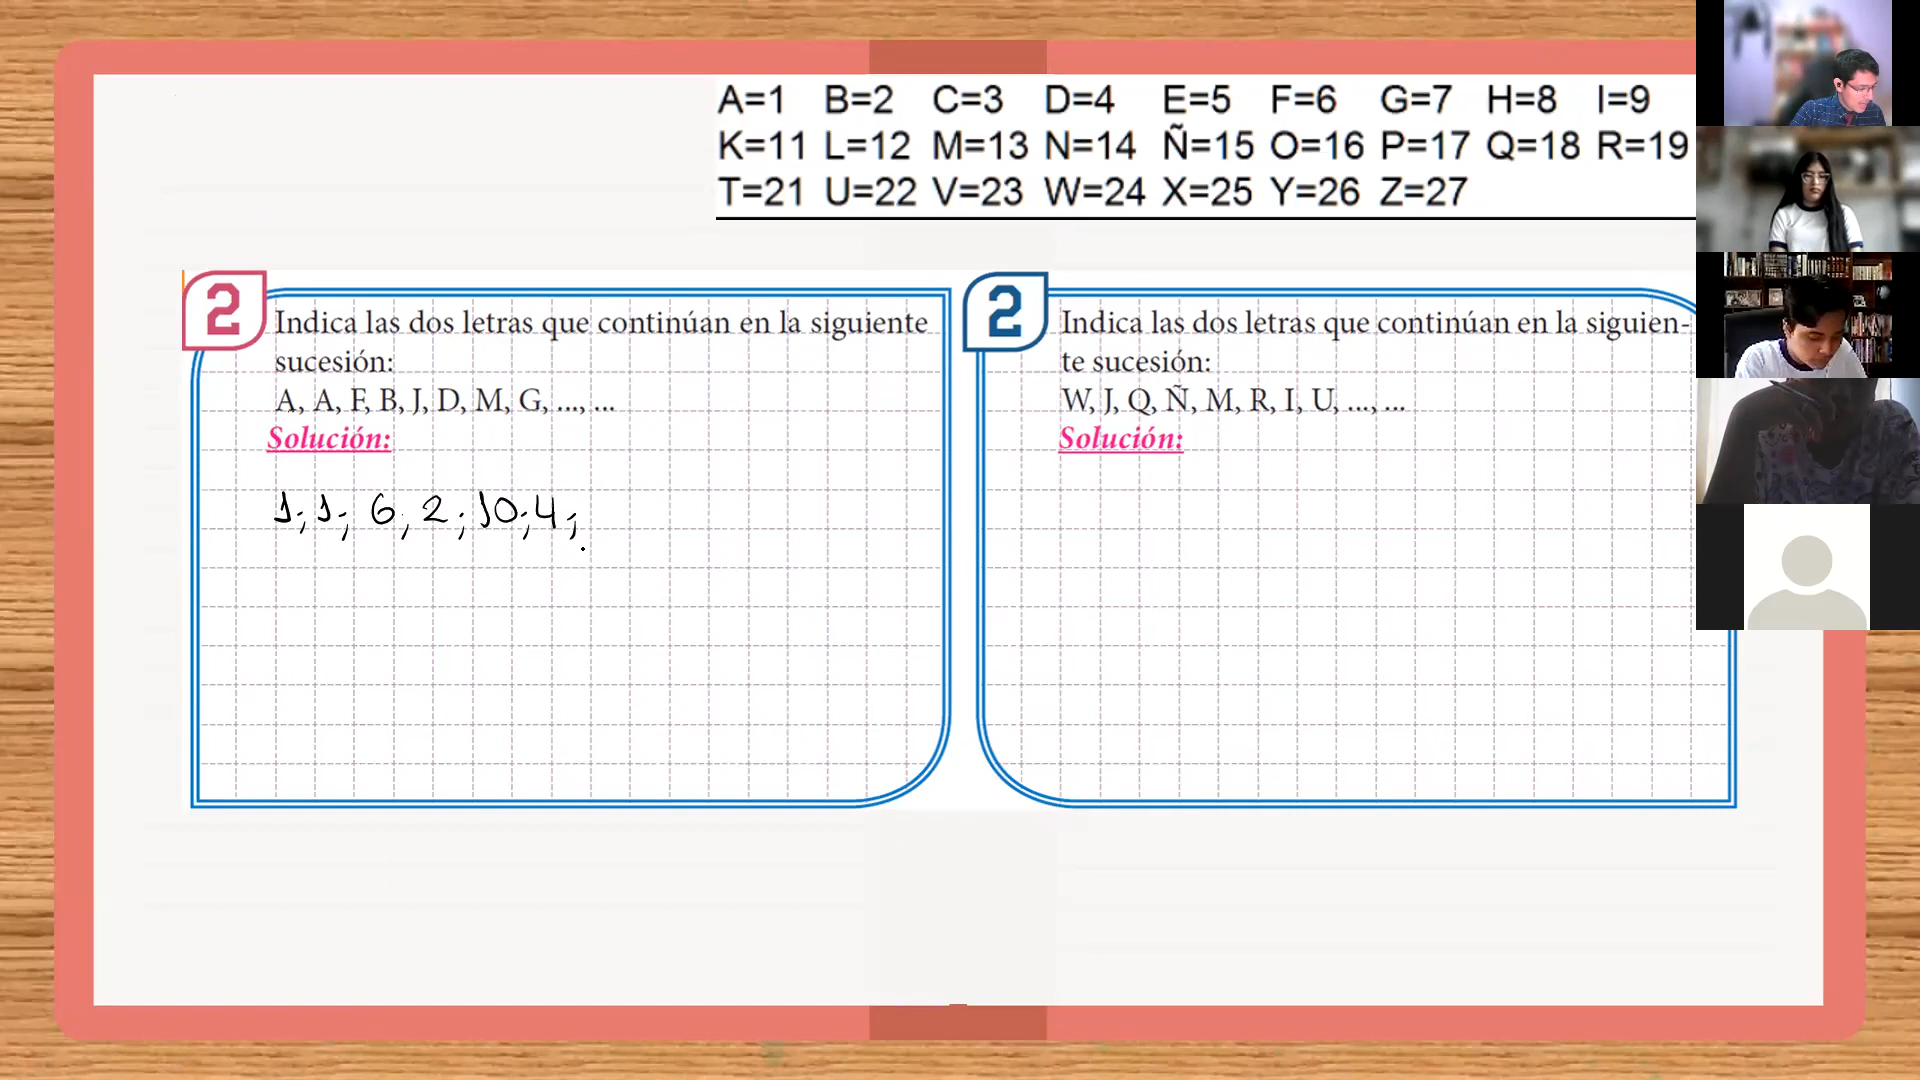 A=1 B=2 C=3 D=4 E=5 F=6 G=7 H=8 I=9
K=11 L=12 M=13 N=14 Ñ=15 O=16 P=17 Q=18 R=19
T=21 U=22 V=23 W=24 X=25 Y=26 Z=27
2
Indica las dos letras que continúan en la siguiente
sucesión:
A, A, F, B, J, D, M, G, ..., ...
Solución:
1; 1; 6; 2; 10; 4;
2
Indica las dos letras que continúan en la siguien-
te sucesión:
W, J, Q, Ñ, M, R, I, U, ..., ...
Solución: